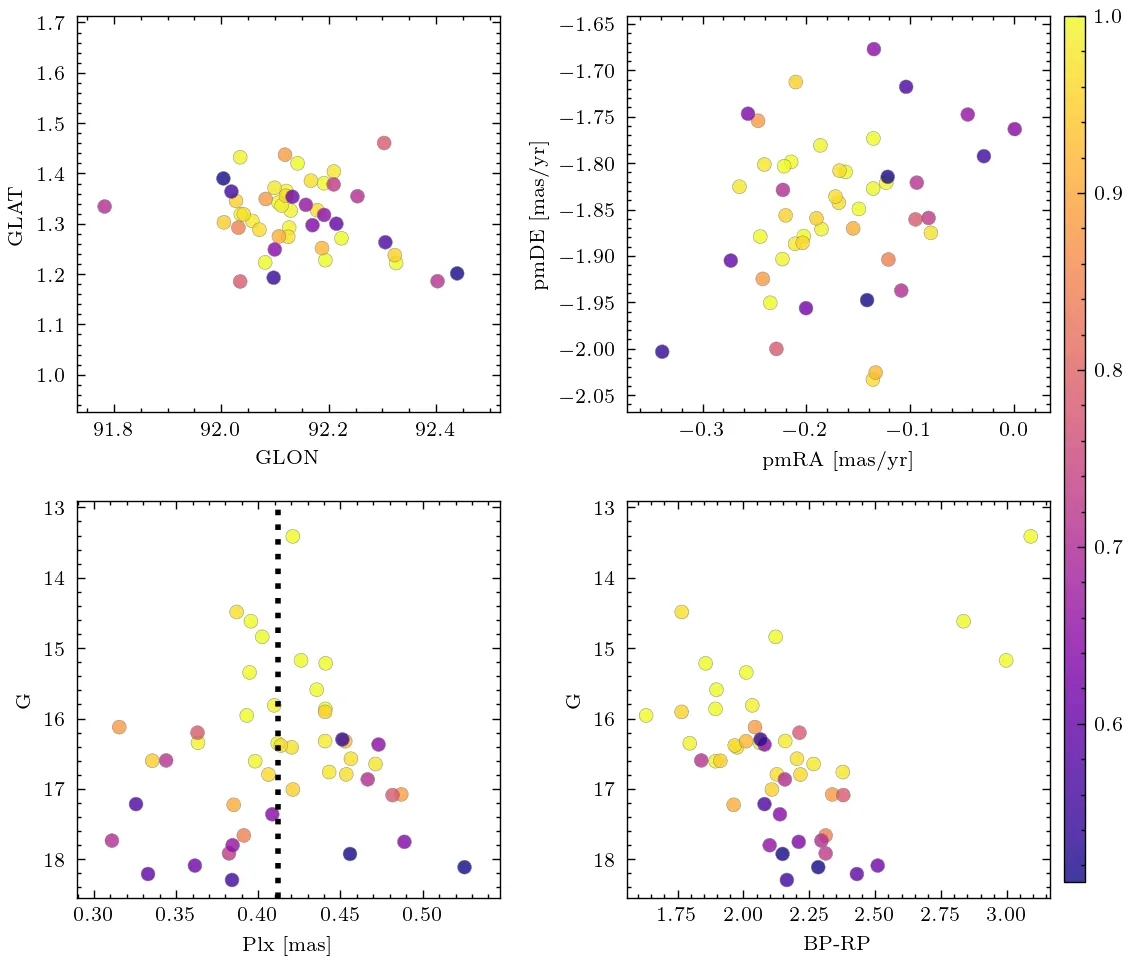 1.7
1.6
1.5
1.4
1.3
1.2
1.1
1.0
GLAT
91.8 92.0 92.2 92.4
GLON
−1.65
−1.70
−1.75
−1.80
−1.85
−1.90
−1.95
−2.00
−2.05
pmDE [mas/yr]
−0.3 −0.2 −0.1 0.0
pmRA [mas/yr]
1.0
0.9
0.8
0.7
0.6
13
14
15
16
17
18
G
0.30 0.35 0.40 0.45 0.50
Plx [mas]
13
14
15
16
17
18
G
1.75 2.00 2.25 2.50 2.75 3.00
BP-RP